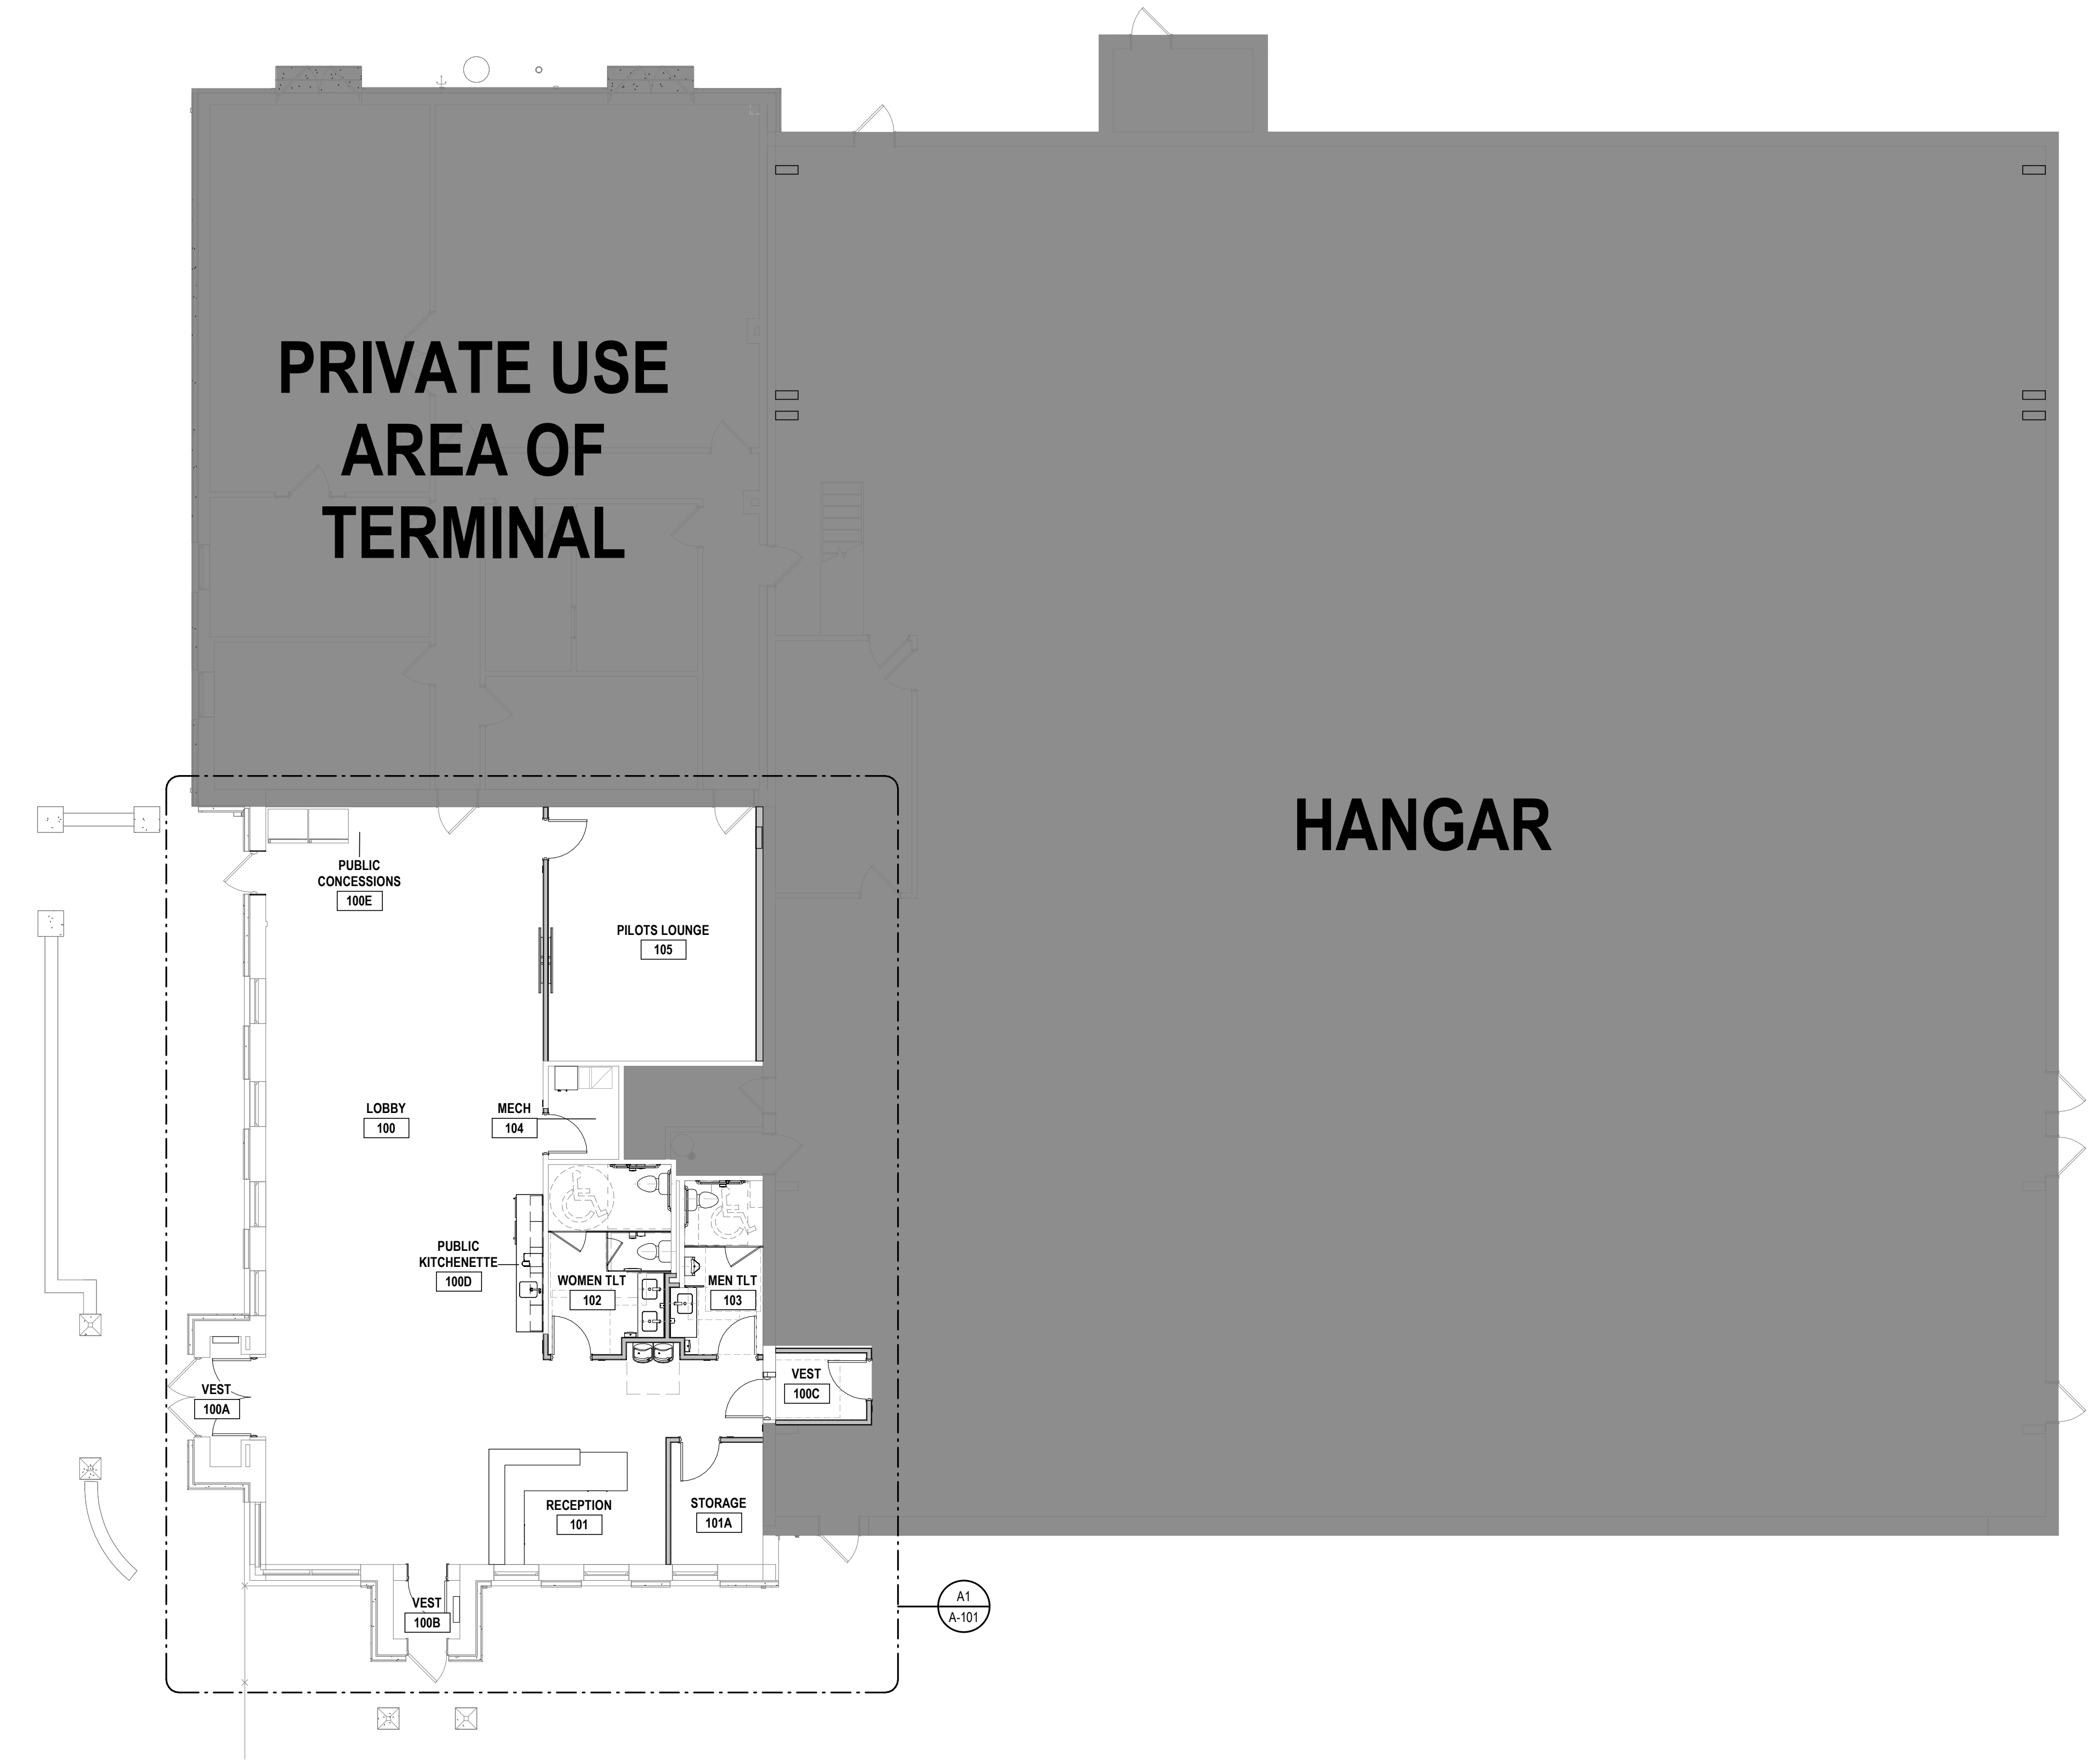 PRIVATE USE
AREA OF
TERMINAL
HANGAR
PUBLIC
CONCESSIONS
100E
PILOTS LOUNGE
105
LOBBY
100
MECH
104
PUBLIC
KITCHENETTE
100D
WOMEN TLT
102
MEN TLT
103
VEST
100A
VEST
100C
RECEPTION
101
STORAGE
101A
VEST
100B
A1
A-101